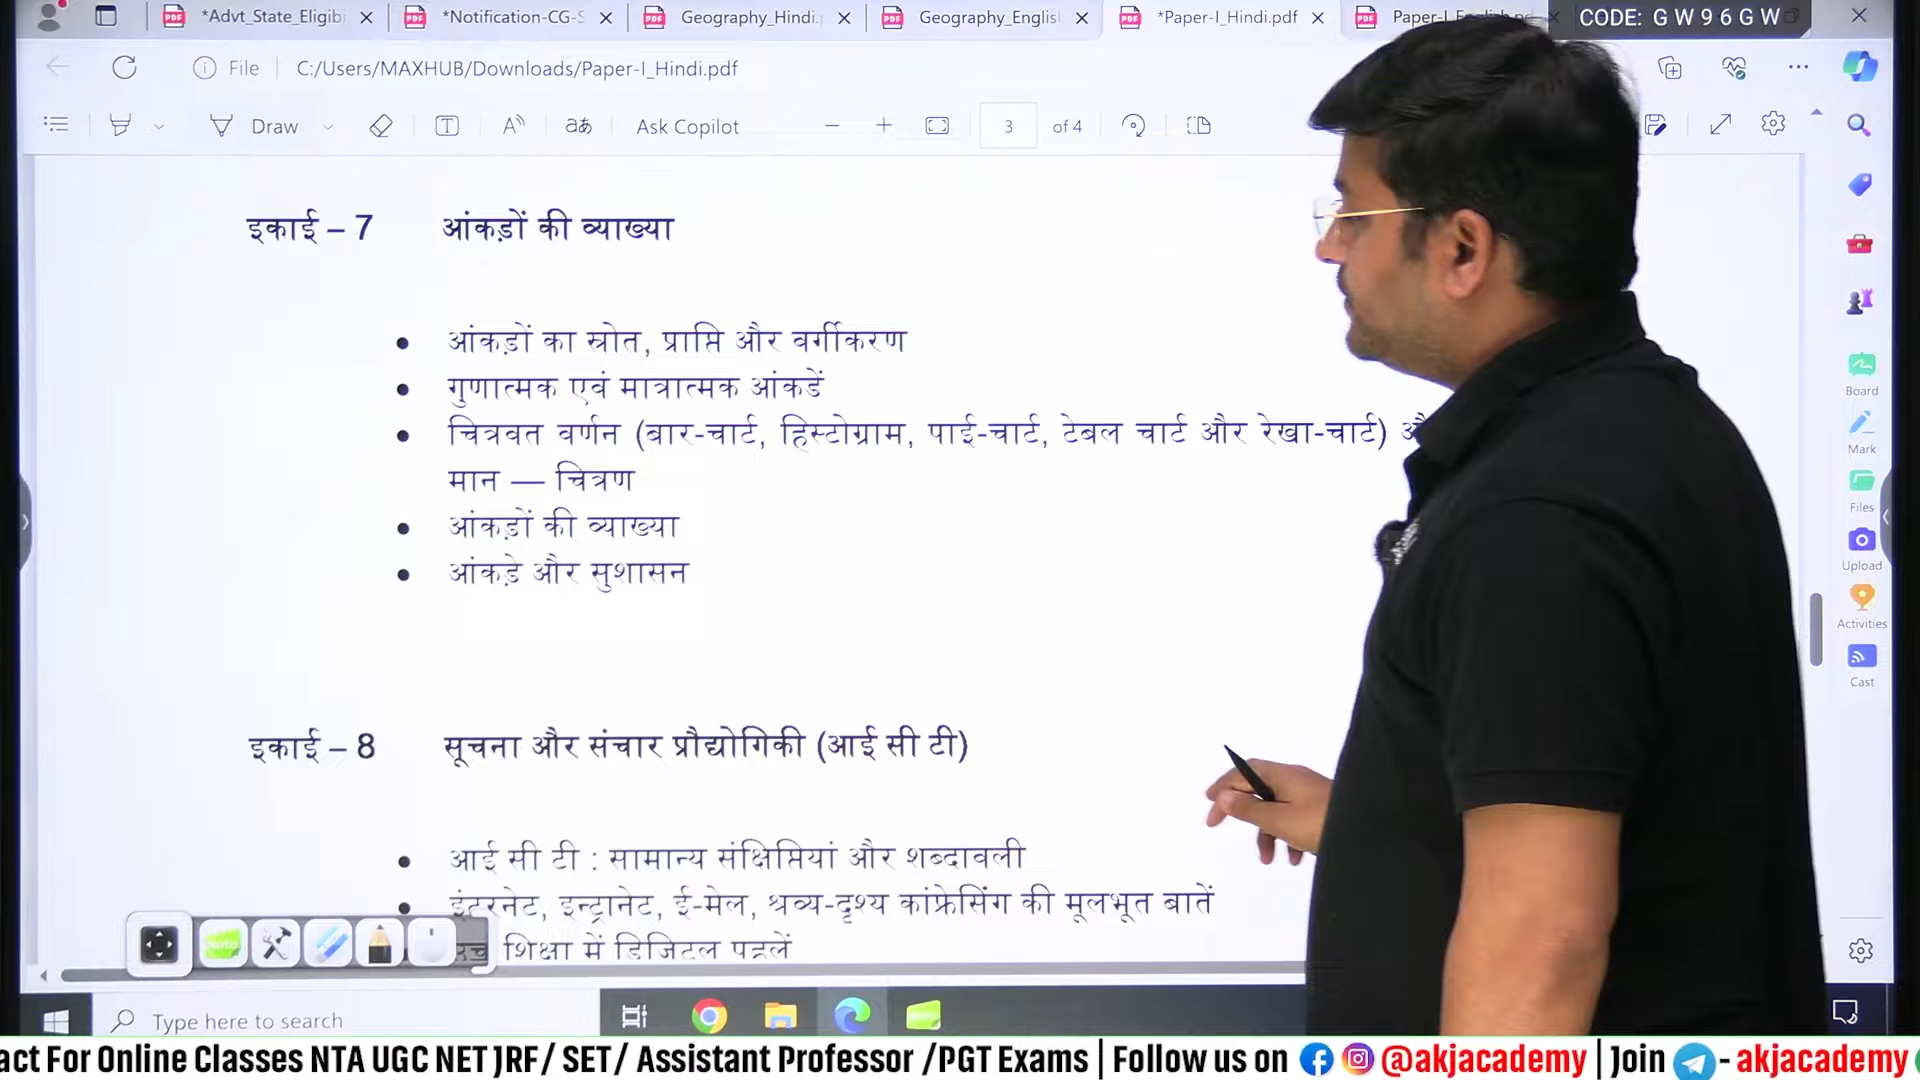 *Advt_State_Eligib
*Notification-CG-S
Geography_Hindi.
Geography_Englis
*Paper-I_Hindi.pdf
Paper-I_English.pd
CODE: G W 9 6 G W
File
C:/Users/MAXHUB/Downloads/Paper-I_Hindi.pdf
Draw
Ask Copilot
3
of 4
इकाई – 7 आंकड़ों की व्याख्या
• आंकड़ों का स्रोत, प्राप्ति और वर्गीकरण
• गुणात्मक एवं मात्रात्मक आंकडें
• चित्रवत वर्णन (बार-चार्ट, हिस्टोग्राम, पाई-चार्ट, टेबल चार्ट और रेखा-चार्ट)
मान — चित्रण
• आंकड़ों की व्याख्या
• आंकड़े और सुशासन
इकाई – 8 सूचना और संचार प्रौद्योगिकी (आई सी टी)
• आई सी टी : सामान्य संक्षिप्तियां और शब्दावली
• इंटरनेट, इन्ट्रानेट, ई-मेल, श्रव्य-दृश्य कांफ्रेसिंग की मूलभूत बातें
शिक्षा में डिजिटल पहलें
Board
Mark
Files
Upload
Activities
Cast
Type here to search
act For Online Classes NTA UGC NET JRF/ SET/ Assistant Professor /PGT Exams | Follow us on @akjacademy | Join - akjacademy